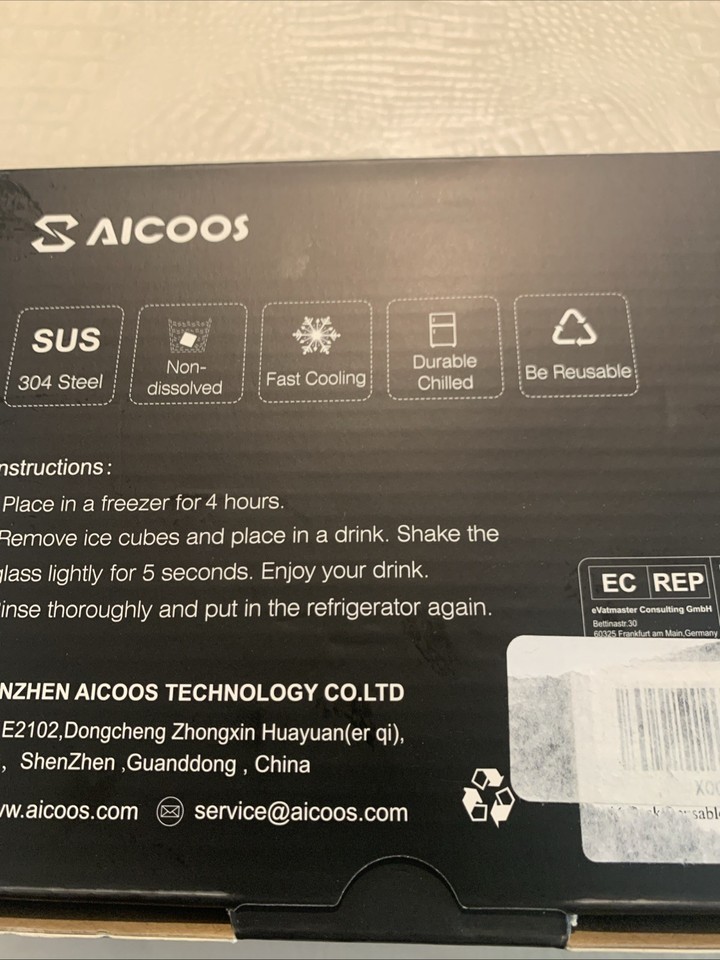 AICOOS
SUS
304 Steel
Non-
dissolved
Fast Cooling
Durable
Chilled
Be Reusable
nstructions:
Place in a freezer for 4 hours.
Remove ice cubes and place in a drink. Shake the
glass lightly for 5 seconds. Enjoy your drink.
inse thoroughly and put in the refrigerator again.
EC REP
eVatmaster Consulting GmbH
Bettinastr.30
60325 Frankfurt am Main,Germany
NZHEN AICOOS TECHNOLOGY CO.LTD
E2102,Dongcheng Zhongxin Huayuan(er qi),
, ShenZhen ,Guanddong , China
w.aicoos.com service@aicoos.com
X0